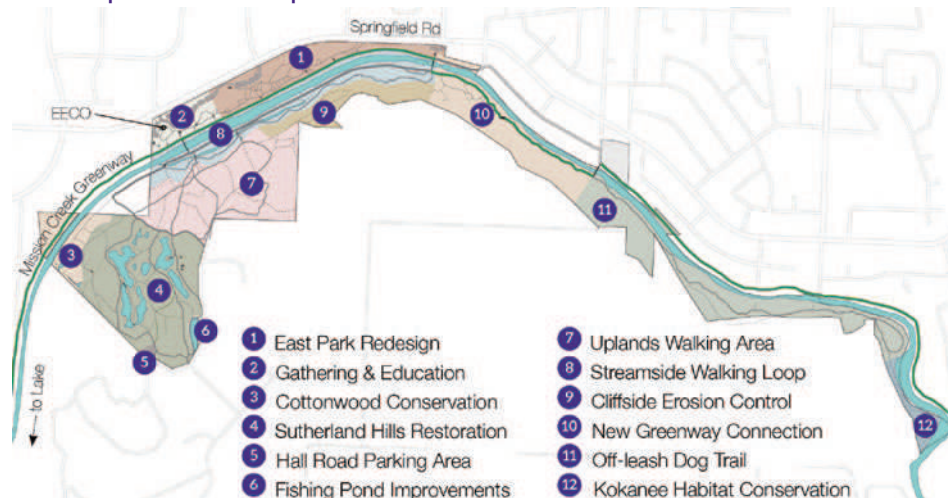 Springfield Rd
1
EECO
2
9
8
10
Mission Creek Greenway
7
11
3
4
6
5
12
to Lake
1 East Park Redesign
2 Gathering & Education
3 Cottonwood Conservation
4 Sutherland Hills Restoration
5 Hall Road Parking Area
6 Fishing Pond Improvements
7 Uplands Walking Area
8 Streamside Walking Loop
9 Cliffside Erosion Control
10 New Greenway Connection
11 Off-leash Dog Trail
12 Kokanee Habitat Conservation